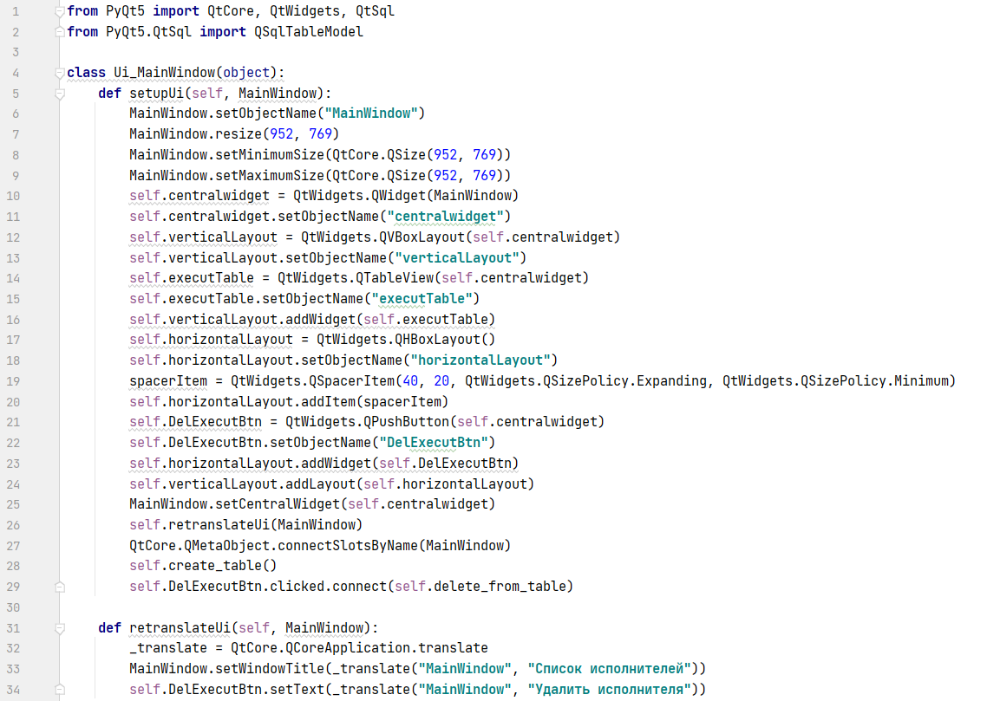 1 from PyQt5 import QtCore, QtWidgets, QtSql
2 from PyQt5.QtSql import QSqlTableModel
3
4 class Ui_MainWindow(object):
5     def setupUi(self, MainWindow):
6         MainWindow.setObjectName("MainWindow")
7         MainWindow.resize(952, 769)
8         MainWindow.setMinimumSize(QtCore.QSize(952, 769))
9         MainWindow.setMaximumSize(QtCore.QSize(952, 769))
10         self.centralwidget = QtWidgets.QWidget(MainWindow)
11         self.centralwidget.setObjectName("centralwidget")
12         self.verticalLayout = QtWidgets.QVBoxLayout(self.centralwidget)
13         self.verticalLayout.setObjectName("verticalLayout")
14         self.executTable = QtWidgets.QTableView(self.centralwidget)
15         self.executTable.setObjectName("executTable")
16         self.verticalLayout.addWidget(self.executTable)
17         self.horizontalLayout = QtWidgets.QHBoxLayout()
18         self.horizontalLayout.setObjectName("horizontalLayout")
19         spacerItem = QtWidgets.QSpacerItem(40, 20, QtWidgets.QSizePolicy.Expanding, QtWidgets.QSizePolicy.Minimum)
20         self.horizontalLayout.addItem(spacerItem)
21         self.DelExecutBtn = QtWidgets.QPushButton(self.centralwidget)
22         self.DelExecutBtn.setObjectName("DelExecutBtn")
23         self.horizontalLayout.addWidget(self.DelExecutBtn)
24         self.verticalLayout.addLayout(self.horizontalLayout)
25         MainWindow.setCentralWidget(self.centralwidget)
26         self.retranslateUi(MainWindow)
27         QtCore.QMetaObject.connectSlotsByName(MainWindow)
28         self.create_table()
29         self.DelExecutBtn.clicked.connect(self.delete_from_table)
30
31     def retranslateUi(self, MainWindow):
32         _translate = QtCore.QCoreApplication.translate
33         MainWindow.setWindowTitle(_translate("MainWindow", "Список исполнителей"))
34         self.DelExecutBtn.setText(_translate("MainWindow", "Удалить исполнителя"))